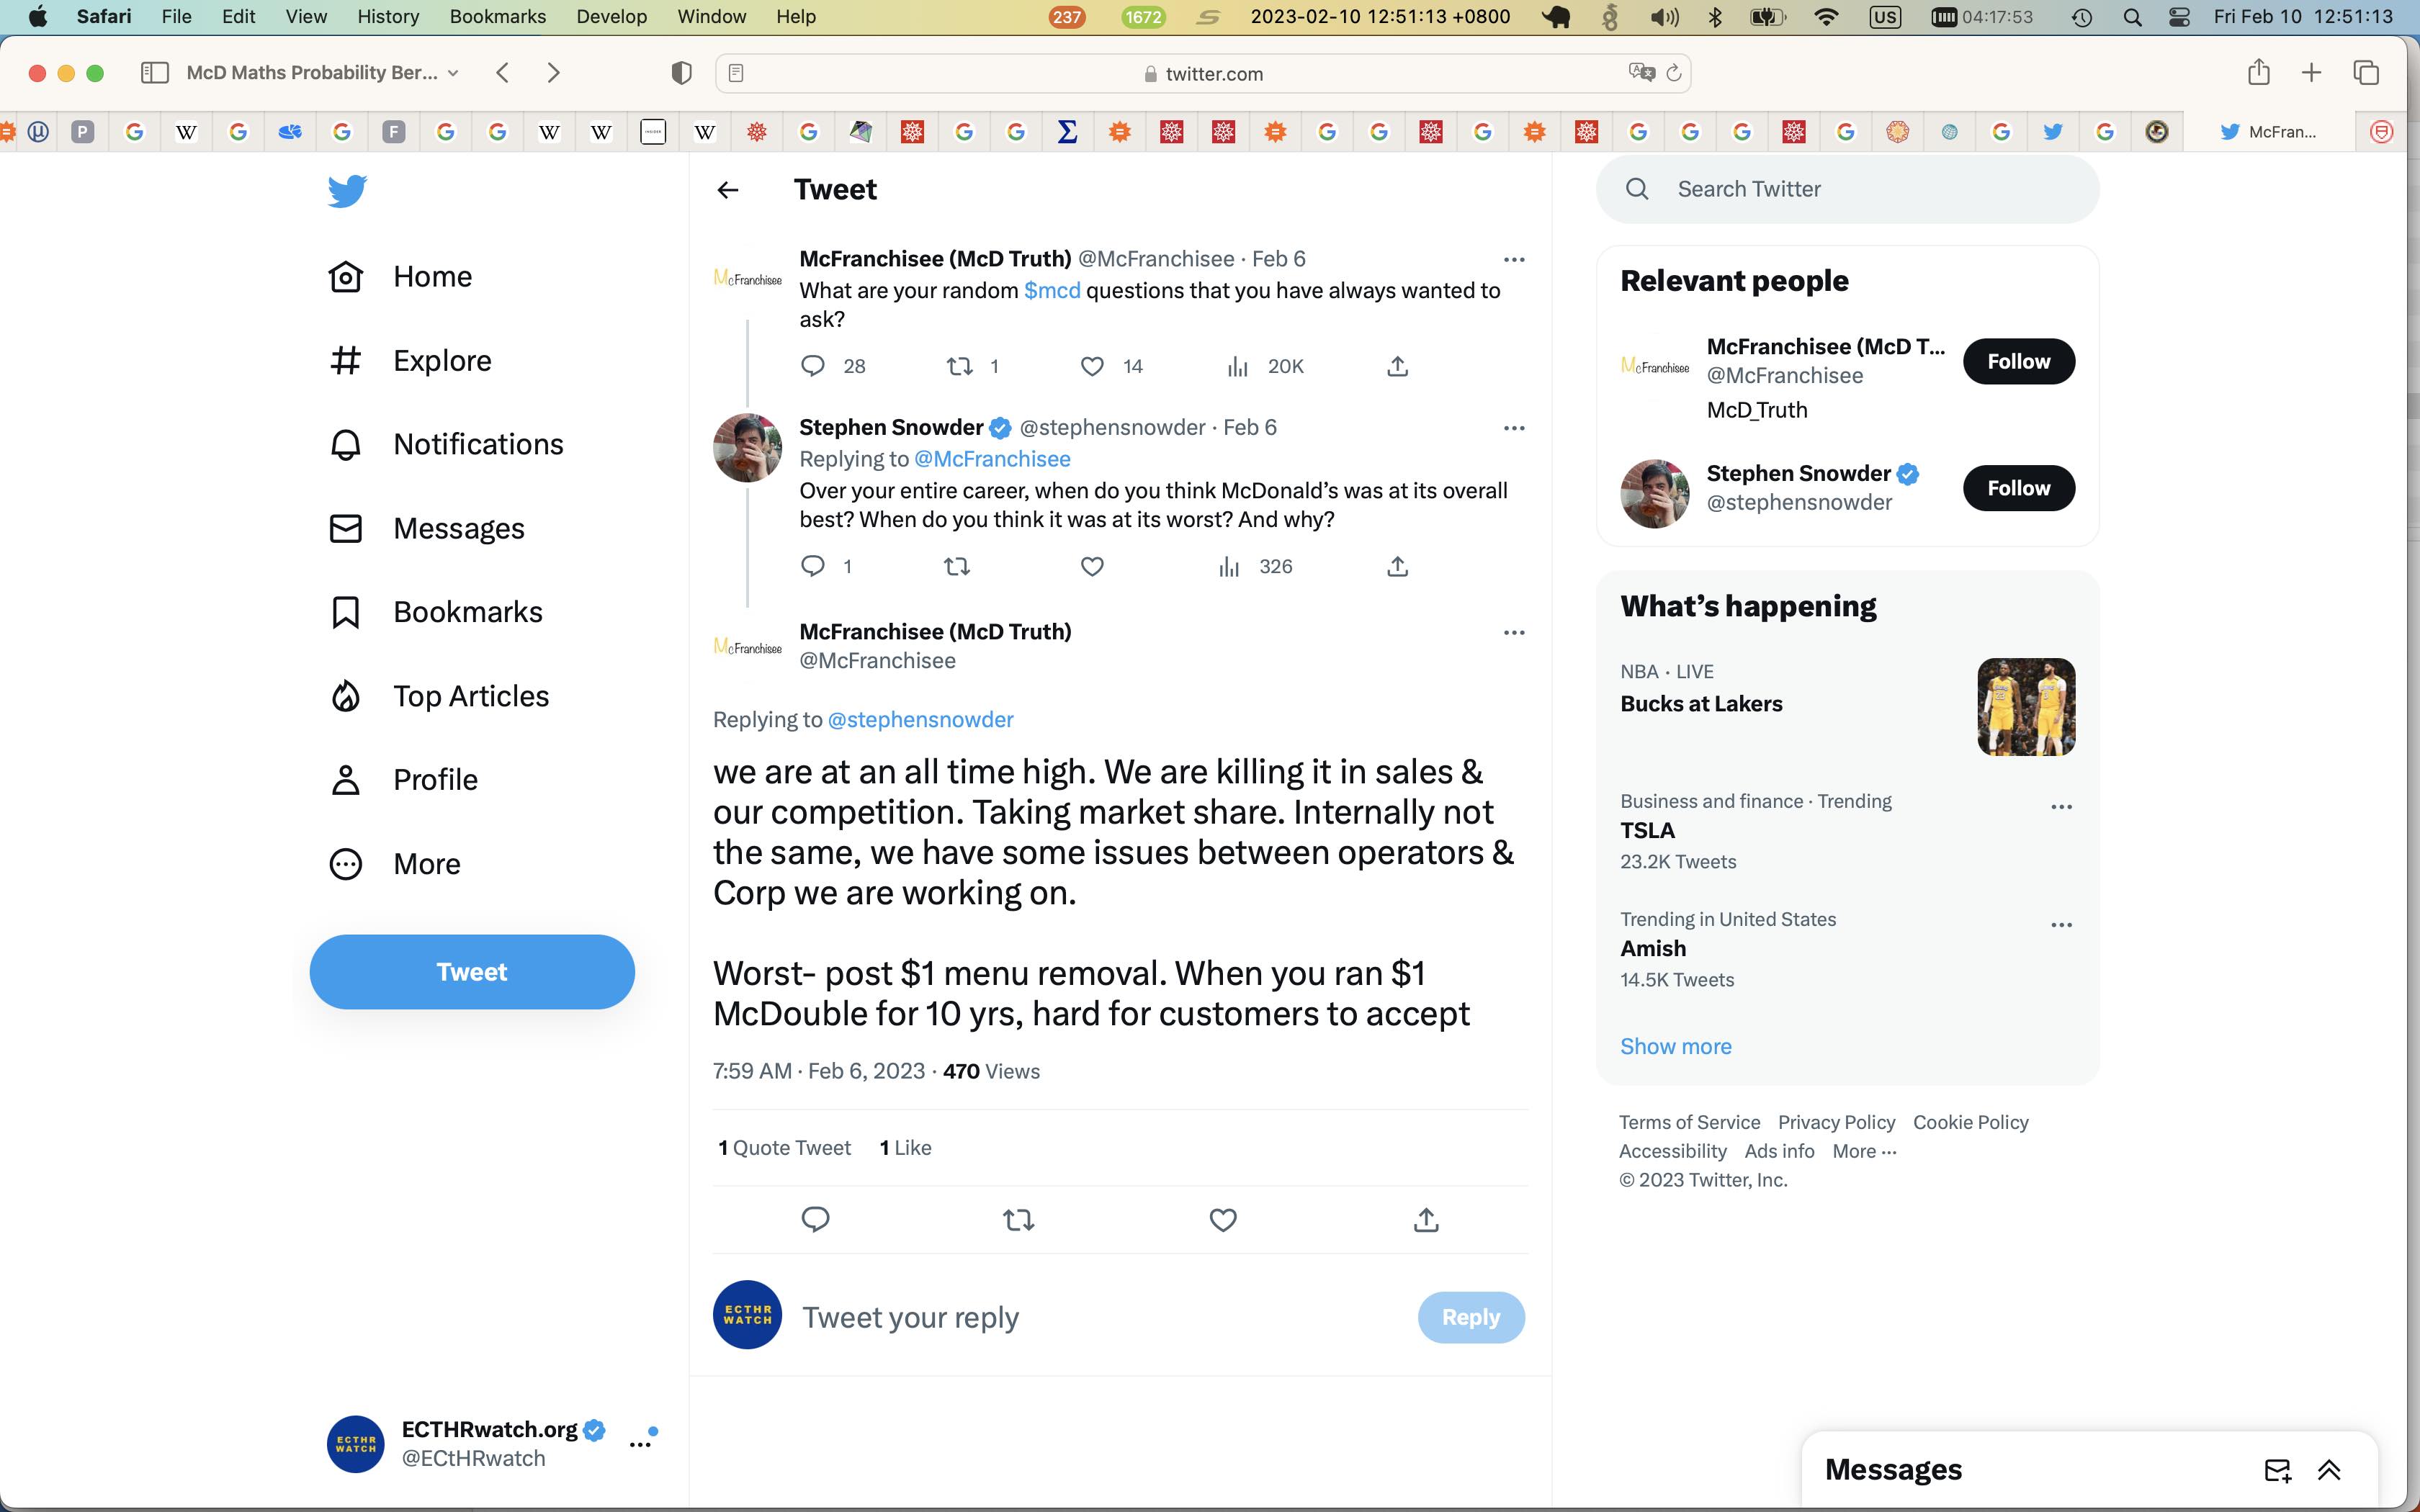 Safari File Edit View History Bookmarks Develop Window Help 237 1672 2023-02-10 12:51:13 +0800 US 04:17:53 Fri Feb 10 12:51:13
McD Maths Probability Ber... twitter.com
McFran...
Tweet
Search Twitter
Home
Explore
Notifications
Messages
Bookmarks
Top Articles
Profile
More
Tweet
ECTHR
WATCH
ECTHRwatch.org
@ECtHRwatch
McFranchisee
McFranchisee (McD Truth) @McFranchisee · Feb 6
What are your random $mcd questions that you have always wanted to
ask?
28 1 14 20K
Stephen Snowder @stephensnowder · Feb 6
Replying to @McFranchisee
Over your entire career, when do you think McDonald’s was at its overall
best? When do you think it was at its worst? And why?
1 326
McFranchisee
McFranchisee (McD Truth)
@McFranchisee
Replying to @stephensnowder
we are at an all time high. We are killing it in sales &
our competition. Taking market share. Internally not
the same, we have some issues between operators &
Corp we are working on.
Worst- post $1 menu removal. When you ran $1
McDouble for 10 yrs, hard for customers to accept
7:59 AM · Feb 6, 2023 · 470 Views
1 Quote Tweet 1 Like
ECTHR
WATCH
Tweet your reply
Reply
Relevant people
McFranchisee
McFranchisee (McD T...
@McFranchisee
Follow
McD_Truth
Stephen Snowder
@stephensnowder
Follow
What’s happening
NBA · LIVE
Bucks at Lakers
Business and finance · Trending
TSLA
23.2K Tweets
Trending in United States
Amish
14.5K Tweets
Show more
Terms of Service Privacy Policy Cookie Policy
Accessibility Ads info More ···
© 2023 Twitter, Inc.
Messages